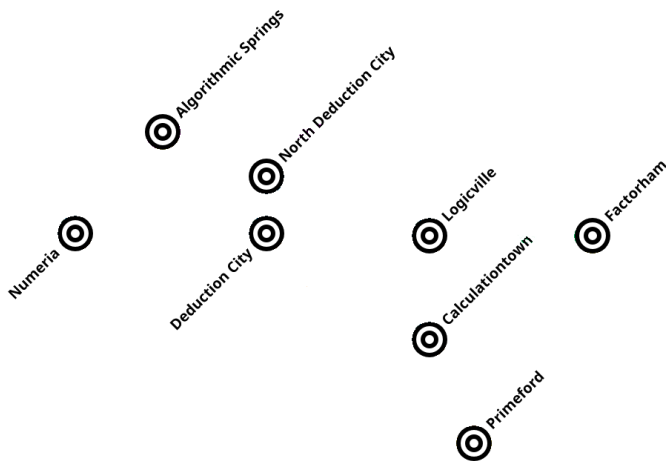 Algorithmic Springs
North Deduction City
Logicville
Factorham
Numeria
Deduction City
Calculationtown
Primeford